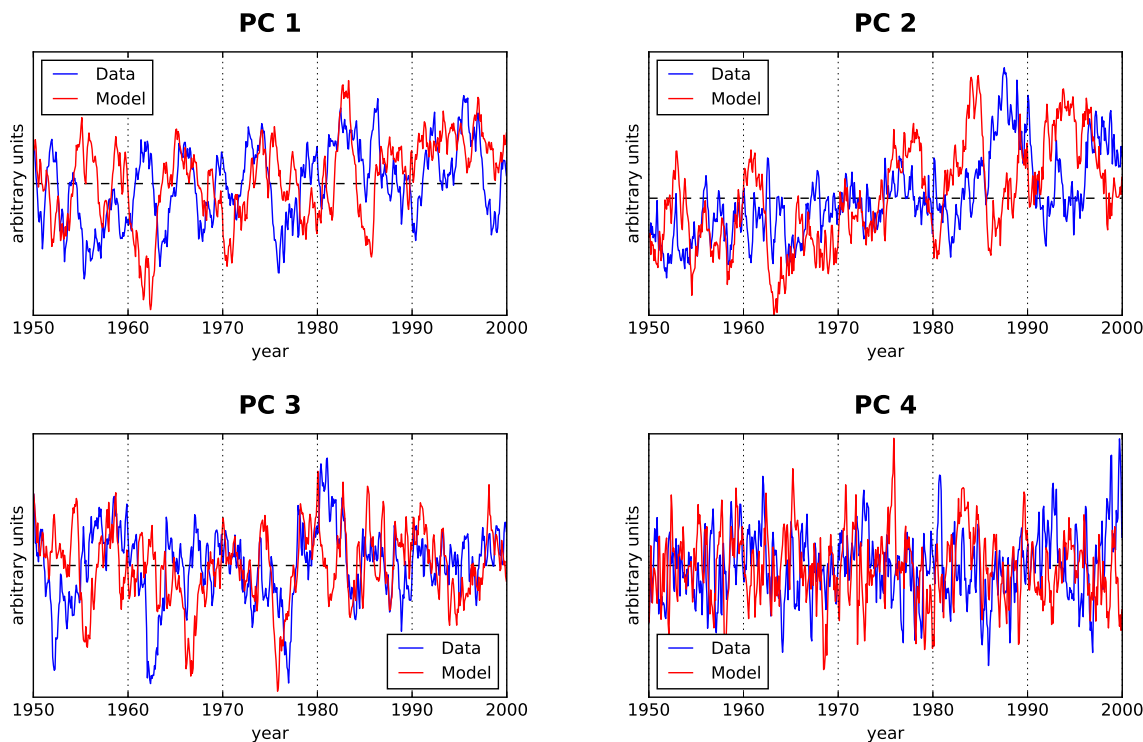 PC 1
Data
Model
arbitrary units
1950 1960 1970 1980 1990 2000
year
PC 2
Data
Model
arbitrary units
1950 1960 1970 1980 1990 2000
year
PC 3
Data
Model
arbitrary units
1950 1960 1970 1980 1990 2000
year
PC 4
Data
Model
arbitrary units
1950 1960 1970 1980 1990 2000
year